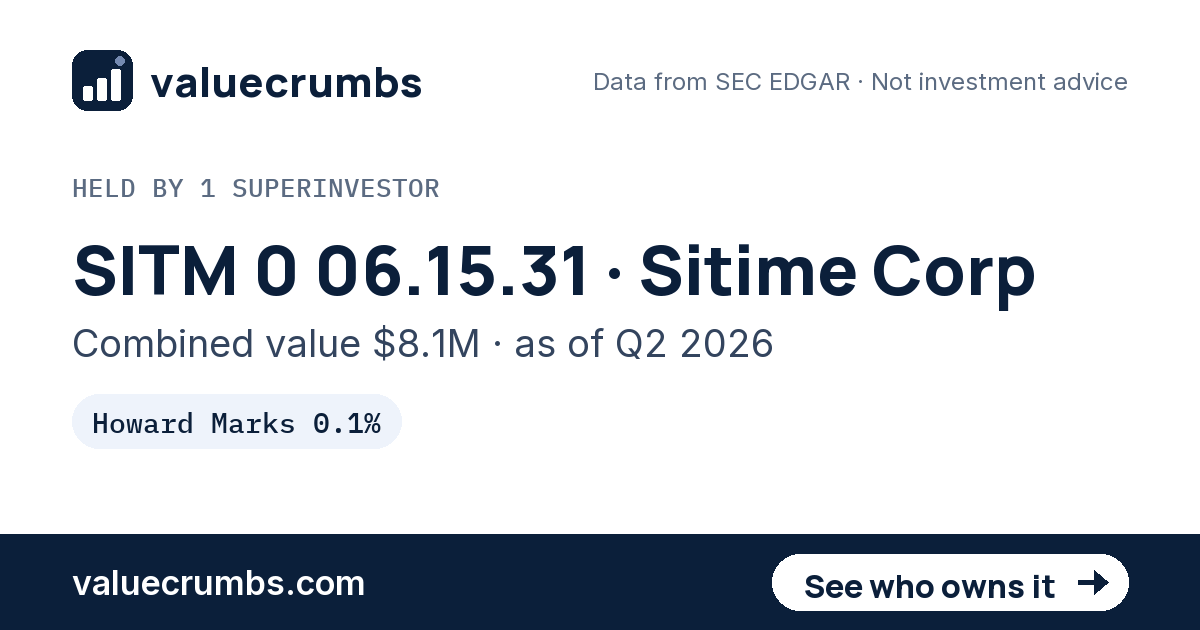 valuecrumbs
Data from SEC EDGAR · Not investment advice
HELD BY 1 SUPERINVESTOR
SITM 0 06.15.31 · Sitime Corp
Combined value $8.1M · as of Q2 2026
Howard Marks 0.1%
valuecrumbs.com
See who owns it →